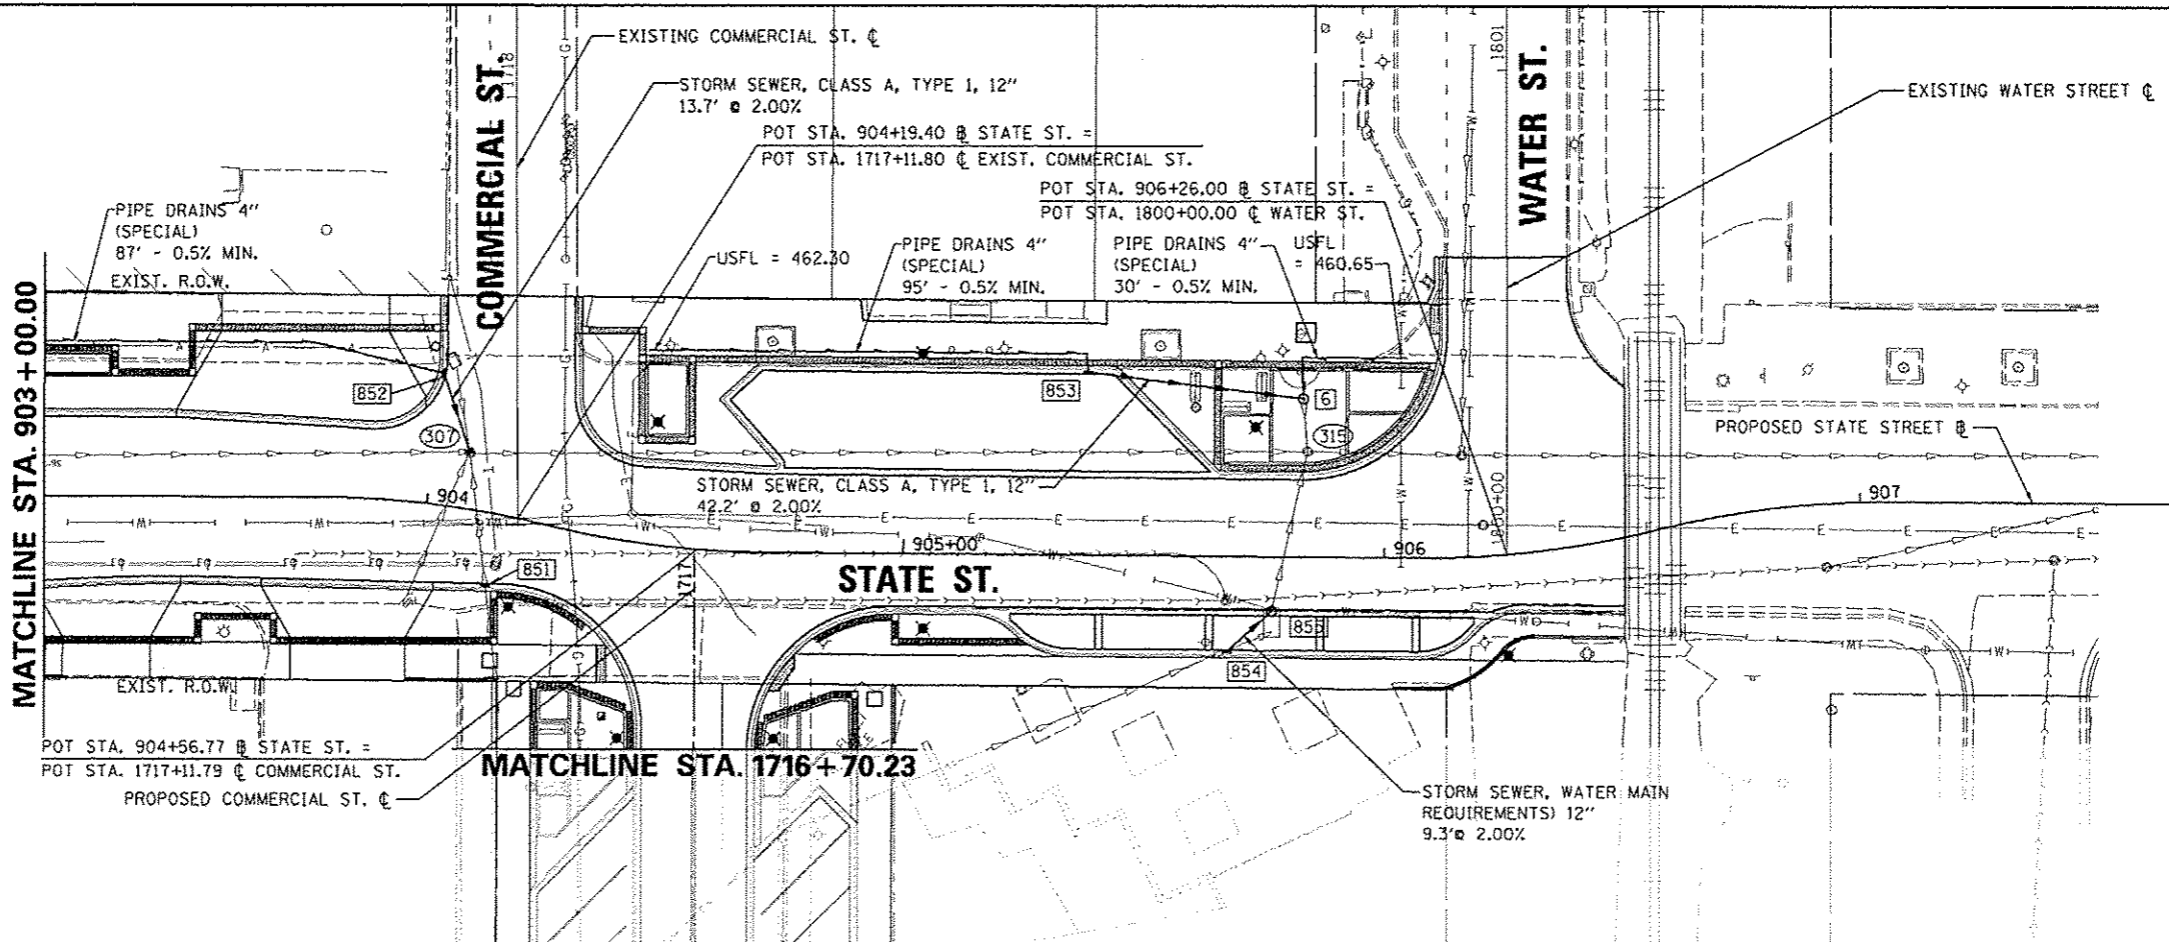 EXISTING COMMERCIAL ST. ℄
STORM SEWER, CLASS A, TYPE 1, 12"
13.7' @ 2.00%
POT STA. 904+19.40 ⅊ STATE ST. =
POT STA. 1717+11.80 ℄ EXIST. COMMERCIAL ST.
POT STA. 906+26.00 ⅊ STATE ST. =
POT STA. 1800+00.00 ℄ WATER ST.
EXISTING WATER STREET ℄
COMMERCIAL ST.
1718
WATER ST.
1801
PIPE DRAINS 4"
(SPECIAL)
87' - 0.5% MIN.
EXIST. R.O.W.
USFL = 462.30
PIPE DRAINS 4"
(SPECIAL)
95' - 0.5% MIN.
PIPE DRAINS 4"
(SPECIAL)
30' - 0.5% MIN.
USFL
= 460.65
MATCHLINE STA. 903+00.00
852
853
6
307
315
PROPOSED STATE STREET ⅊
STORM SEWER, CLASS A, TYPE 1, 12"
42.2' @ 2.00%
904
905+00
906
907
1800+00
851
STATE ST.
1717
855
854
EXIST. R.O.W.
POT STA. 904+56.77 ⅊ STATE ST. =
POT STA. 1717+11.79 ℄ COMMERCIAL ST.
PROPOSED COMMERCIAL ST. ℄
MATCHLINE STA. 1716+70.23
STORM SEWER, WATER MAIN
REQUIREMENTS) 12"
9.3'@ 2.00%